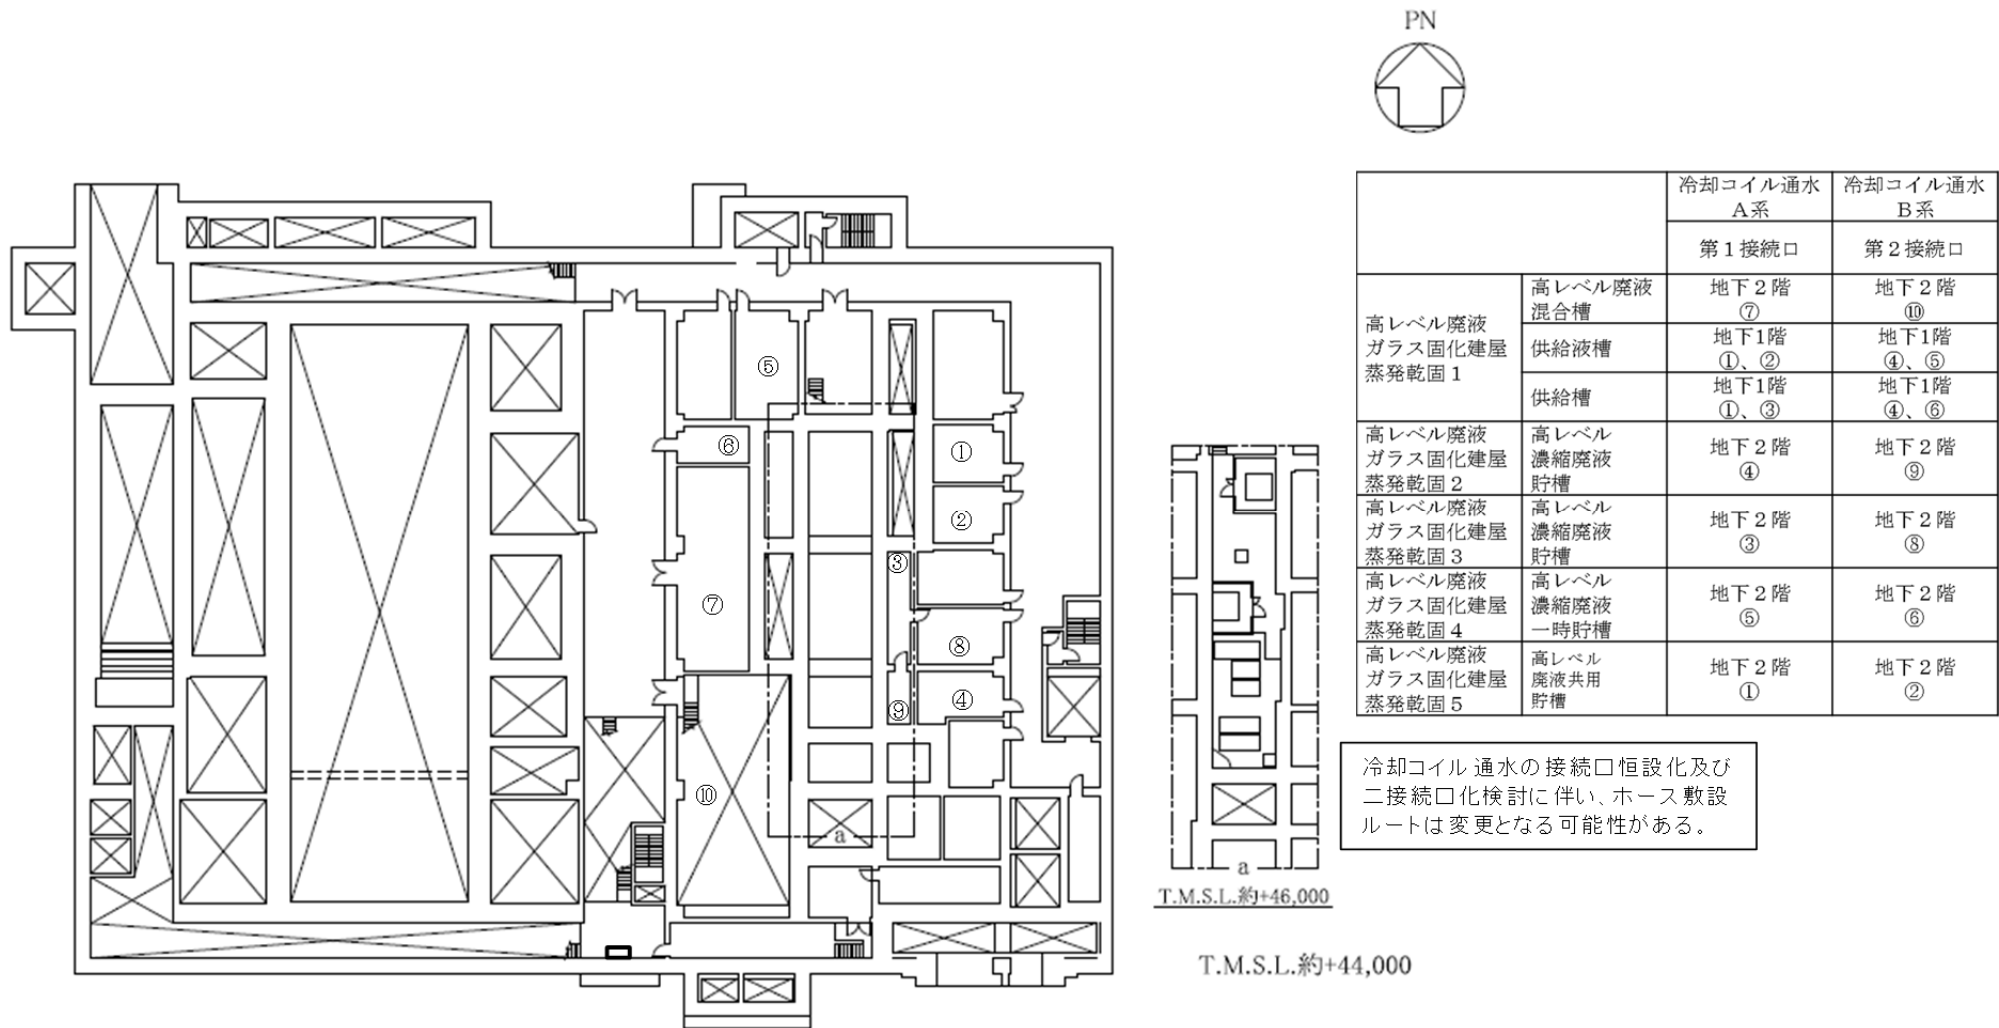 PN
冷却コイル通水
A系
冷却コイル通水
B系
第1接続口
第2接続口
高レベル廃液
ガラス固化建屋
蒸発乾固1
高レベル廃液
混合槽
地下2階
⑦
地下2階
⑩
供給液槽
地下1階
①、②
地下1階
④、⑤
供給槽
地下1階
①、③
地下1階
④、⑥
高レベル廃液
ガラス固化建屋
蒸発乾固2
高レベル
濃縮廃液
貯槽
地下2階
④
地下2階
⑨
高レベル廃液
ガラス固化建屋
蒸発乾固3
高レベル
濃縮廃液
貯槽
地下2階
③
地下2階
⑧
高レベル廃液
ガラス固化建屋
蒸発乾固4
高レベル
濃縮廃液
一時貯槽
地下2階
⑤
地下2階
⑥
高レベル廃液
ガラス固化建屋
蒸発乾固5
高レベル
廃液共用
貯槽
地下2階
①
地下2階
②
⑤
⑥
①
②
③
⑦
⑧
④
⑨
⑩
a
a
T.M.S.L.約+46,000
T.M.S.L.約+44,000
冷却コイル通水の接続口恒設化及び
二接続口化検討に伴い、ホース敷設
ルートは変更となる可能性がある。